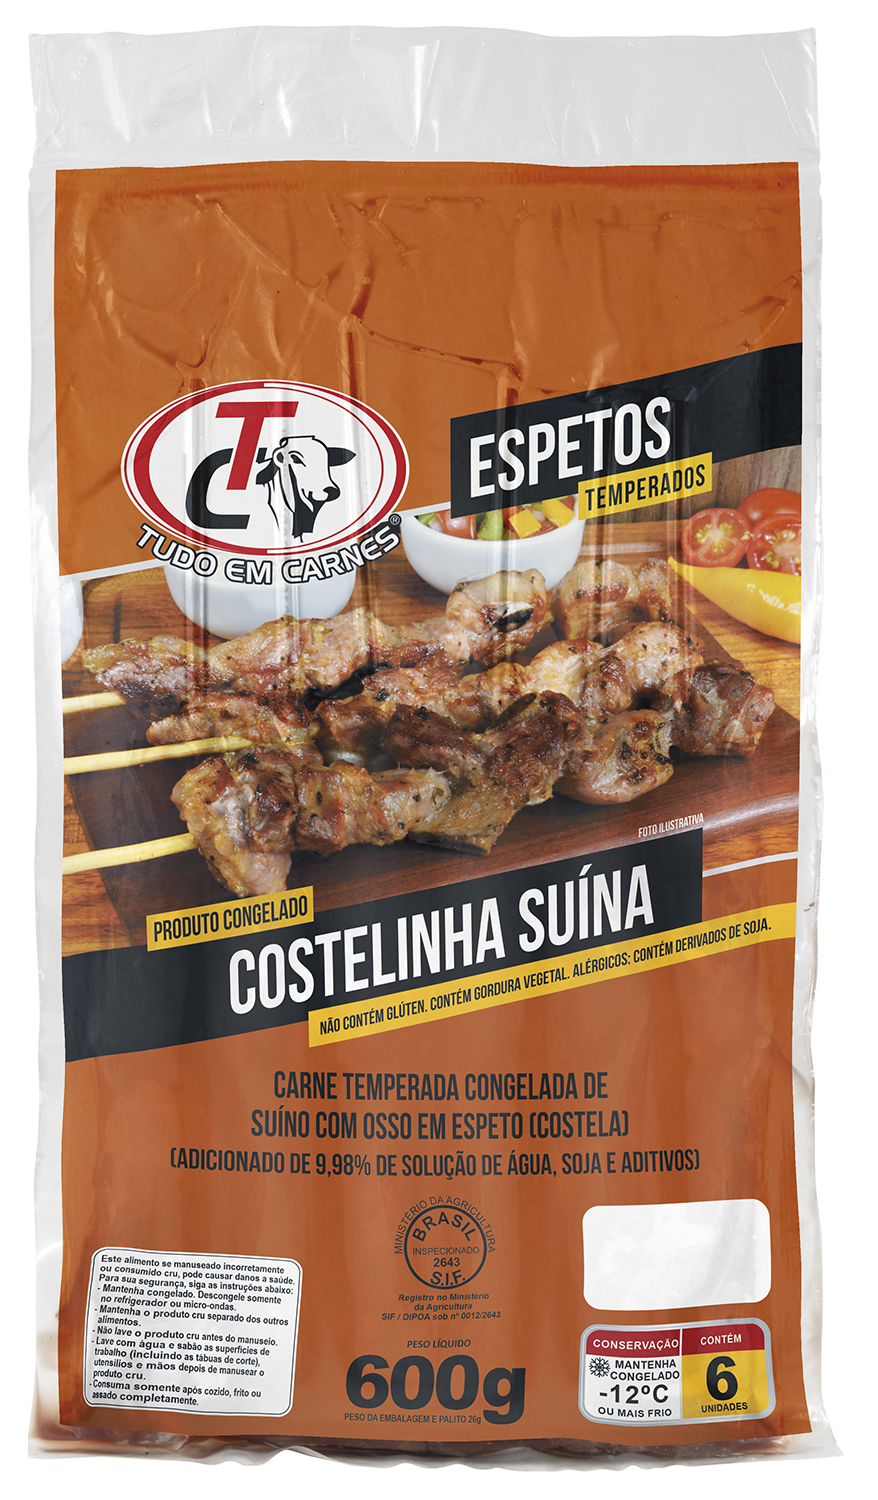 ESPETOS
TEMPERADOS
TC
TUDO EM CARNES®
FOTO ILUSTRATIVA
PRODUTO CONGELADO
COSTELINHA SUÍNA
NÃO CONTÉM GLÚTEN. CONTÉM GORDURA VEGETAL. ALÉRGICOS: CONTÉM DERIVADOS DE SOJA.
CARNE TEMPERADA CONGELADA DE
SUÍNO COM OSSO EM ESPETO (COSTELA)
(ADICIONADO DE 9,98% DE SOLUÇÃO DE ÁGUA, SOJA E ADITIVOS)
MINISTÉRIO DA AGRICULTURA
BRASIL
INSPECIONADO
2643
S.I.F.
Registro no Ministério
da Agricultura
SIF / DIPOA sob nº 0012/2643
Este alimento se manuseado incorretamente
ou consumido cru, pode causar danos a saúde.
Para sua segurança, siga as instruções abaixo:
- Mantenha congelado. Descongele somente
no refrigerador ou micro-ondas.
- Mantenha o produto cru separado dos outros
alimentos.
- Não lave o produto cru antes do manuseio.
- Lave com água e sabão as superfícies de
trabalho (incluindo as tábuas de corte),
utensílios e mãos depois de manusear o
produto cru.
- Consuma somente após cozido, frito ou
assado completamente.
PESO LÍQUIDO
600g
PESO DA EMBALAGEM E PALITO 26g
CONSERVAÇÃO
MANTENHA
CONGELADO
-12ºC
OU MAIS FRIO
CONTÉM
6
UNIDADES